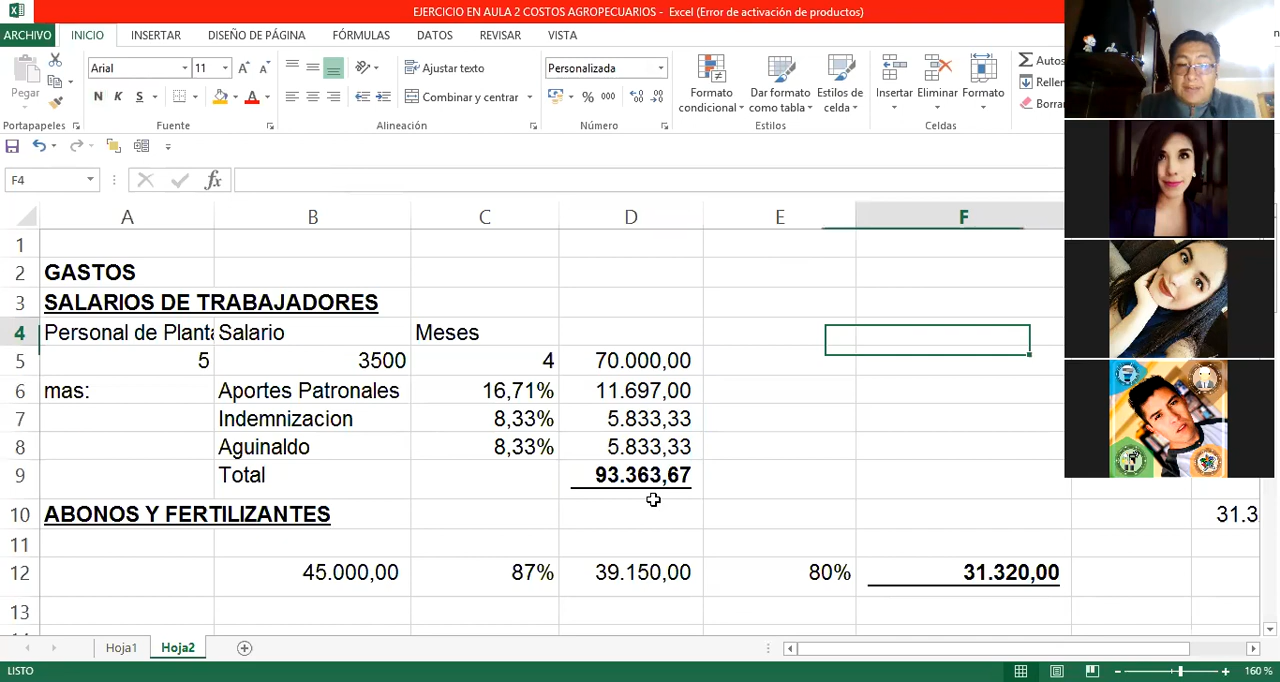 EJERCICIO EN AULA 2 COSTOS AGROPECUARIOS - Excel (Error de activación de productos)
ARCHIVO INICIO INSERTAR DISEÑO DE PÁGINA FÓRMULAS DATOS REVISAR VISTA
Pegar
Arial 11
N K S
Ajustar texto
Combinar y centrar
Personalizada
% 000
Formato condicional
Dar formato como tabla
Estilos de celda
Insertar Eliminar Formato
Autos
Reller
Borra
Portapapeles Fuente Alineación Número Estilos Celdas
F4 fx
A B C D E F
1
2 GASTOS
3 SALARIOS DE TRABAJADORES
4 Personal de Planta Salario Meses
5 5 3500 4 70.000,00
6 mas: Aportes Patronales 16,71% 11.697,00
7 Indemnizacion 8,33% 5.833,33
8 Aguinaldo 8,33% 5.833,33
9 Total 93.363,67
10 ABONOS Y FERTILIZANTES 31.3
11
12 45.000,00 87% 39.150,00 80% 31.320,00
13
Hoja1 Hoja2
LISTO 160 %